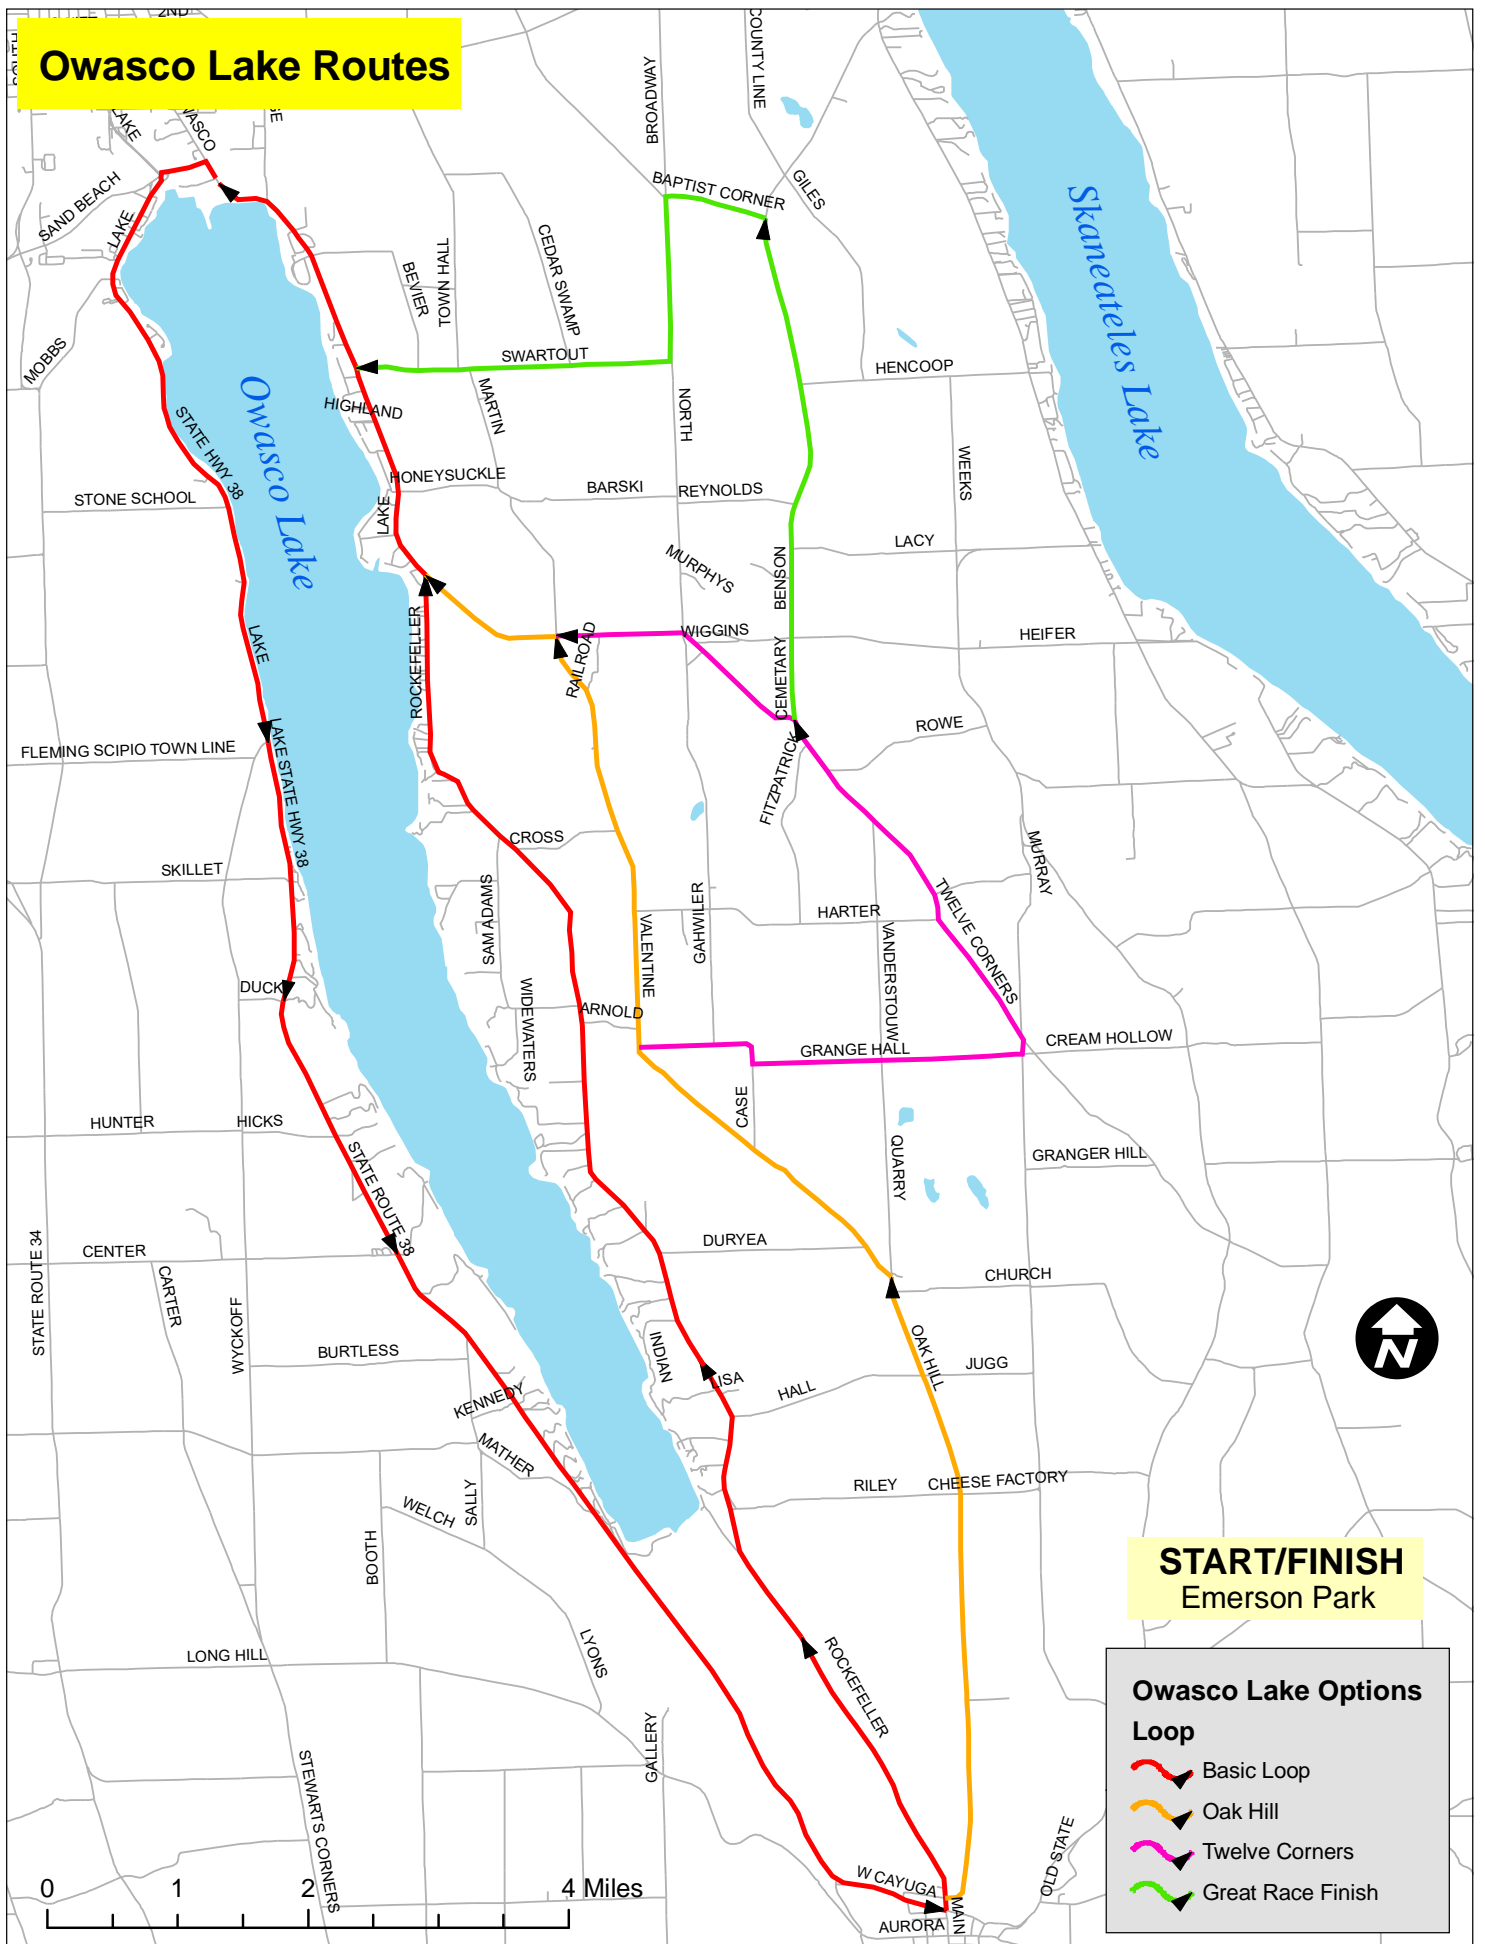 2ND
Owasco Lake Routes
SOUTH
LAKE
WASCO
BROADWAY
COUNTY LINE
SAND BEACH
LAKE
BAPTIST CORNER
GILES
Skaneateles Lake
BEVIER
TOWN HALL
CEDAR SWAMP
MOBBS
SWARTOUT
HENCOOP
Owasco Lake
HIGHLAND
MARTIN
NORTH
STATE HWY 38
HONEYSUCKLE
BARSKI
REYNOLDS
WEEKS
STONE SCHOOL
LAKE
LACY
MURPHYS
BENSON
LAKE
ROCKEFELLER
RAILROAD
WIGGINS
CEMETARY
HEIFER
FLEMING SCIPIO TOWN LINE
LAKE STATE HWY 38
ROWE
FITZPATRICK
CROSS
MURRAY
SKILLET
SAM ADAMS
VALENTINE
GAHWILER
HARTER
TWELVE CORNERS
VANDERSTOUW
DUCK
WIDEWATERS
ARNOLD
GRANGE HALL
CREAM HOLLOW
HUNTER
HICKS
CASE
QUARRY
GRANGER HILL
STATE ROUTE 38
STATE ROUTE 34
CENTER
DURYEA
CHURCH
CARTER
WYCKOFF
BURTLESS
INDIAN
LISA
HALL
OAK HILL
JUGG
N
KENNEDY
MATHER
SALLY
WELCH
BOOTH
RILEY
CHEESE FACTORY
START/FINISH
Emerson Park
LYONS
LONG HILL
ROCKEFELLER
GALLERY
STEWARTS CORNERS
OLD STATE
W CAYUGA
AURORA
MAIN
0 1 2 4 Miles
Owasco Lake Options
Loop
Basic Loop
Oak Hill
Twelve Corners
Great Race Finish